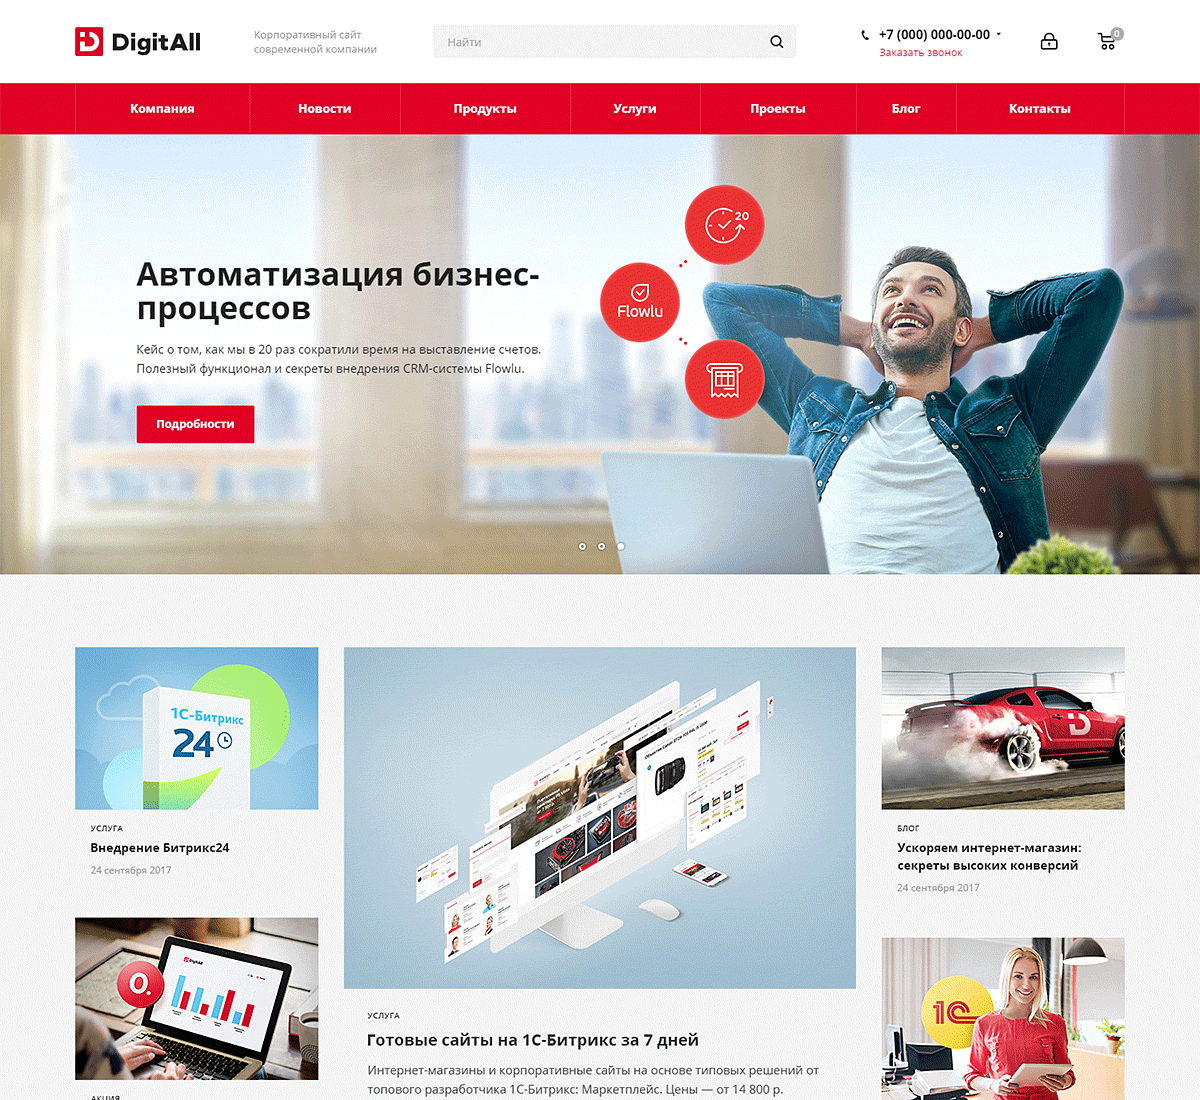 DigitAll
Корпоративный сайт
современной компании
Найти
+7 (000) 000-00-00
Заказать звонок
0
Компания
Новости
Продукты
Услуги
Проекты
Блог
Контакты
Автоматизация бизнес-
процессов
Кейс о том, как мы в 20 раз сократили время на выставление счетов.
Полезный функционал и секреты внедрения CRM-системы Flowlu.
Подробности
20
Flowlu
1С-Битрикс
24
УСЛУГА
Внедрение Битрикс24
24 сентября 2017
DigitAll
О.
АКЦИЯ
УСЛУГА
Готовые сайты на 1С-Битрикс за 7 дней
Интернет-магазины и корпоративные сайты на основе типовых решений от
топового разработчика 1С-Битрикс: Маркетплейс. Цены — от 14 800 р.
БЛОГ
Ускоряем интернет-магазин:
секреты высоких конверсий
24 сентября 2017
1С